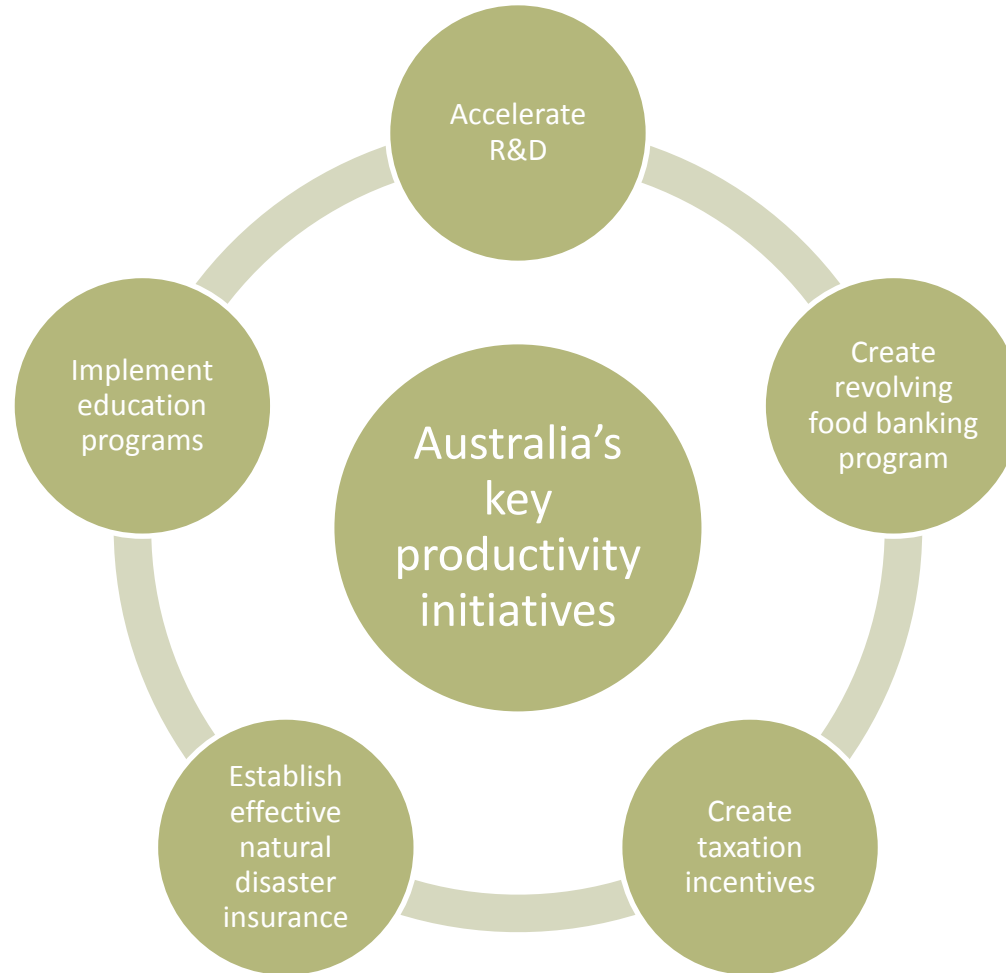 Accelerate
R&D
Create
revolving
food banking
program
Create
taxation
incentives
Establish
effective
natural
disaster
insurance
Implement
education
programs
Australia’s
key
productivity
initiatives